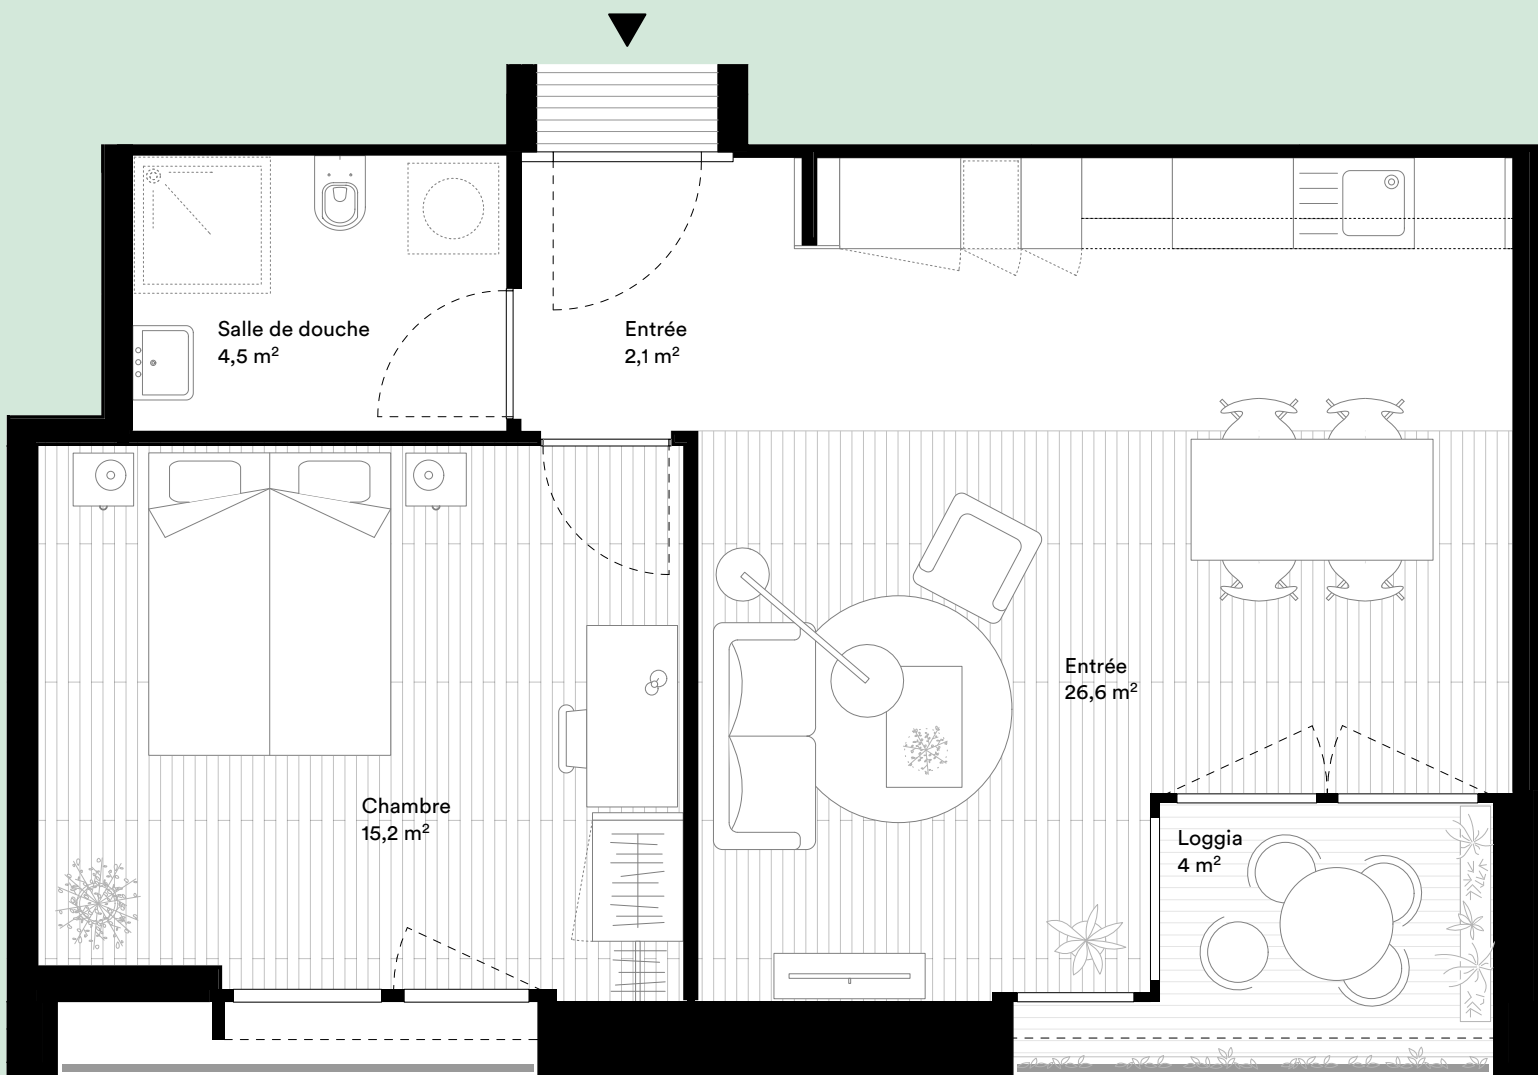 Salle de douche
4,5 m²
Entrée
2,1 m²
Entrée
26,6 m²
Chambre
15,2 m²
Loggia
4 m²